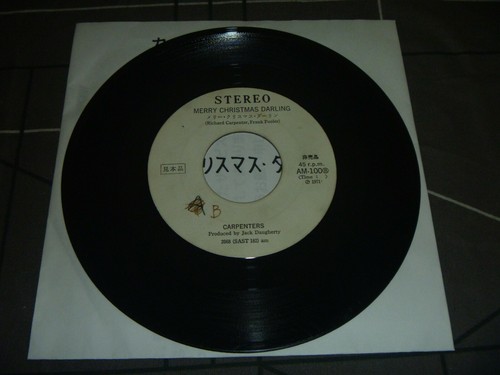 STEREO
MERRY CHRISTMAS DARLING
メリー・クリスマス・ダーリン
(Richard Carpenter, Frank Pooler)
見本品
リスマス・ダ
非売品
45 r.p.m.
AM-100
(Time : )
℗ 1971
B
CARPENTERS
Produced by Jack Daugherty